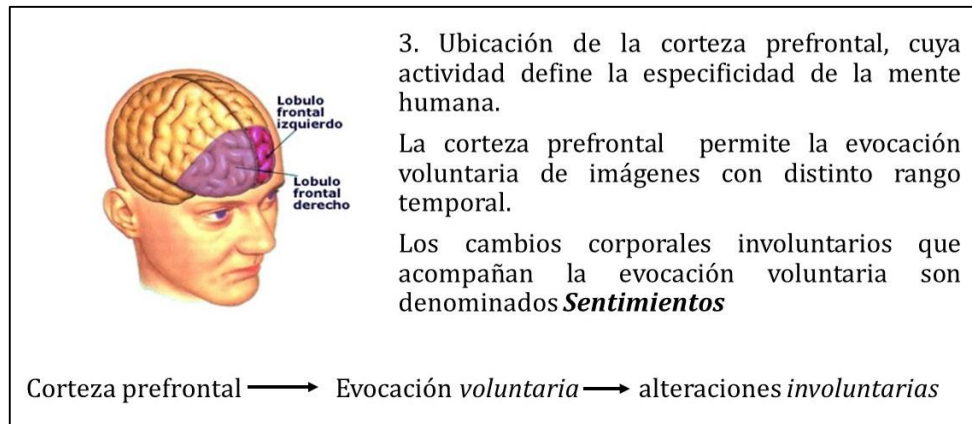 3. Ubicación de la corteza prefrontal, cuya
actividad define la especificidad de la mente
humana.
Lobulo
frontal
izquierdo
Lobulo
frontal
derecho
La corteza prefrontal permite la evocación
voluntaria de imágenes con distinto rango
temporal.
Los cambios corporales involuntarios que
acompañan la evocación voluntaria son
denominados Sentimientos
Corteza prefrontal → Evocación voluntaria → alteraciones involuntarias